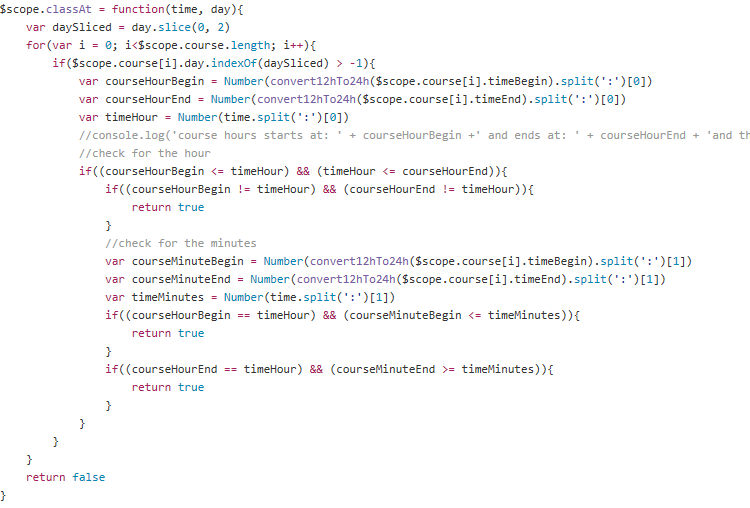 $scope.classAt = function(time, day){
    var daySliced = day.slice(0, 2)
    for(var i = 0; i<$scope.course.length; i++){
        if($scope.course[i].day.indexOf(daySliced) > -1){
            var courseHourBegin = Number(convert12hTo24h($scope.course[i].timeBegin).split(':')[0])
            var courseHourEnd = Number(convert12hTo24h($scope.course[i].timeEnd).split(':')[0])
            var timeHour = Number(time.split(':')[0])
            //console.log('course hours starts at: ' + courseHourBegin +' and ends at: ' + courseHourEnd + 'and th
            //check for the hour
            if((courseHourBegin <= timeHour) && (timeHour <= courseHourEnd)){
                if((courseHourBegin != timeHour) && (courseHourEnd != timeHour)){
                    return true
                }
                //check for the minutes
                var courseMinuteBegin = Number(convert12hTo24h($scope.course[i].timeBegin).split(':')[1])
                var courseMinuteEnd = Number(convert12hTo24h($scope.course[i].timeEnd).split(':')[1])
                var timeMinutes = Number(time.split(':')[1])
                if((courseHourBegin == timeHour) && (courseMinuteBegin <= timeMinutes)){
                    return true
                }
                if((courseHourEnd == timeHour) && (courseMinuteEnd >= timeMinutes)){
                    return true
                }
            }
        }
    }
    return false
}